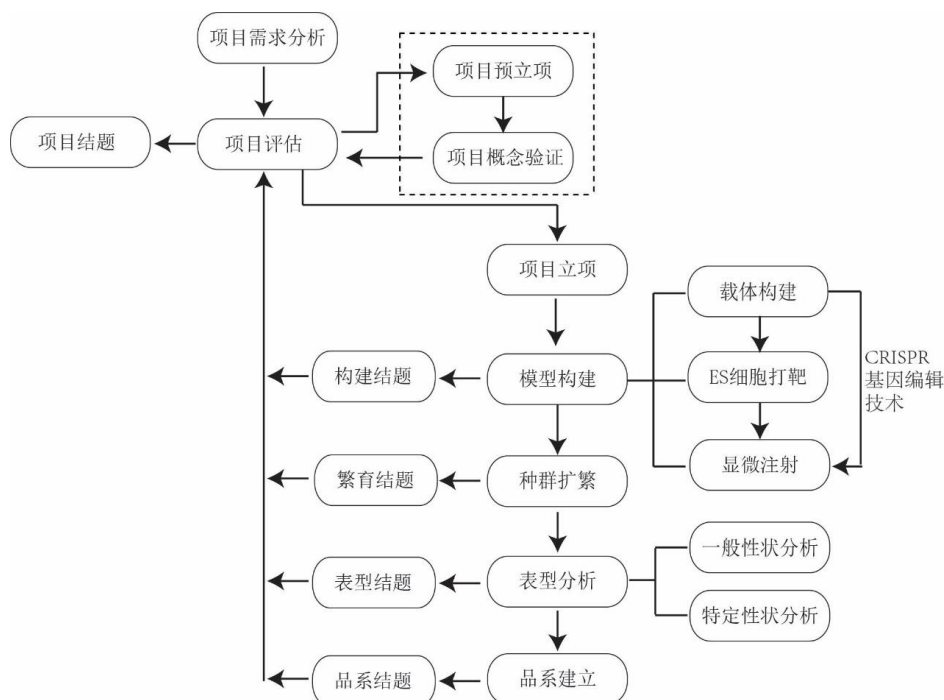 项目需求分析
项目预立项
项目结题
项目评估
项目概念验证
项目立项
载体构建
构建结题
模型构建
ES细胞打靶
CRISPR
基因编辑
技术
显微注射
繁育结题
种群扩繁
一般性状分析
表型结题
表型分析
特定性状分析
品系结题
品系建立